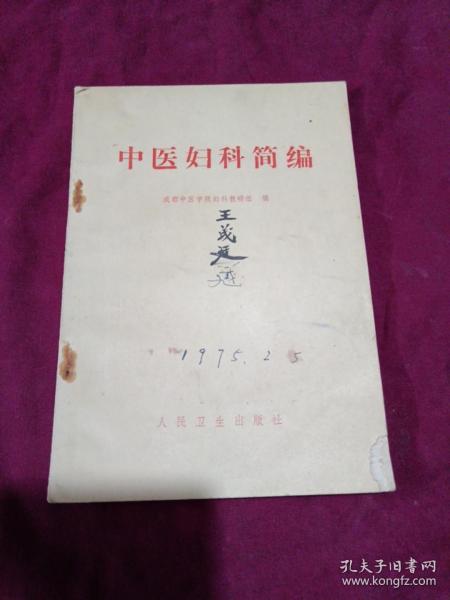 中医妇科简编
成都中医学院妇科教研组 编
王茂
1975.2 5
人民卫生出版社
孔夫子旧书网
www.kongfz.com